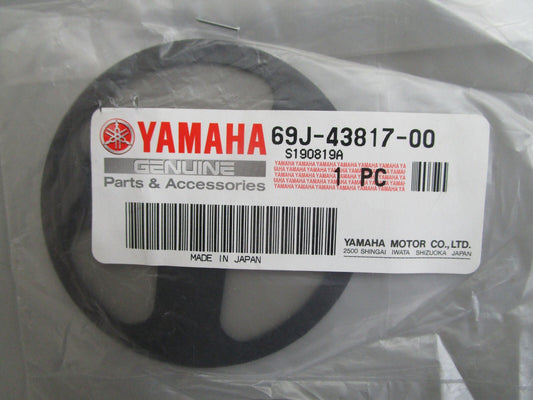 YAMAHA 69J-43817-00
S190819A
GENUINE
Parts & Accessories
1 PC
MADE IN JAPAN
YAMAHA MOTOR CO., LTD.
2500 SHINGAI IWATA SHIZUOKA JAPAN